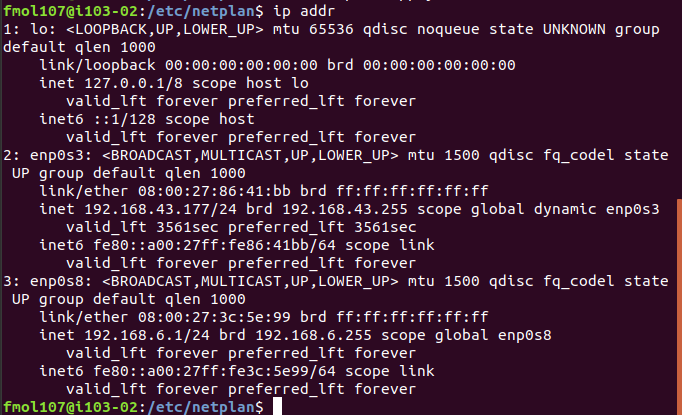 fmol107@i103-02:/etc/netplan$ ip addr
1: lo: <LOOPBACK,UP,LOWER_UP> mtu 65536 qdisc noqueue state UNKNOWN group
default qlen 1000
    link/loopback 00:00:00:00:00:00 brd 00:00:00:00:00:00
    inet 127.0.0.1/8 scope host lo
       valid_lft forever preferred_lft forever
    inet6 ::1/128 scope host
       valid_lft forever preferred_lft forever
2: enp0s3: <BROADCAST,MULTICAST,UP,LOWER_UP> mtu 1500 qdisc fq_codel state
 UP group default qlen 1000
    link/ether 08:00:27:86:41:bb brd ff:ff:ff:ff:ff:ff
    inet 192.168.43.177/24 brd 192.168.43.255 scope global dynamic enp0s3
       valid_lft 3561sec preferred_lft 3561sec
    inet6 fe80::a00:27ff:fe86:41bb/64 scope link
       valid_lft forever preferred_lft forever
3: enp0s8: <BROADCAST,MULTICAST,UP,LOWER_UP> mtu 1500 qdisc fq_codel state
 UP group default qlen 1000
    link/ether 08:00:27:3c:5e:99 brd ff:ff:ff:ff:ff:ff
    inet 192.168.6.1/24 brd 192.168.6.255 scope global enp0s8
       valid_lft forever preferred_lft forever
    inet6 fe80::a00:27ff:fe3c:5e99/64 scope link
       valid_lft forever preferred_lft forever
fmol107@i103-02:/etc/netplan$